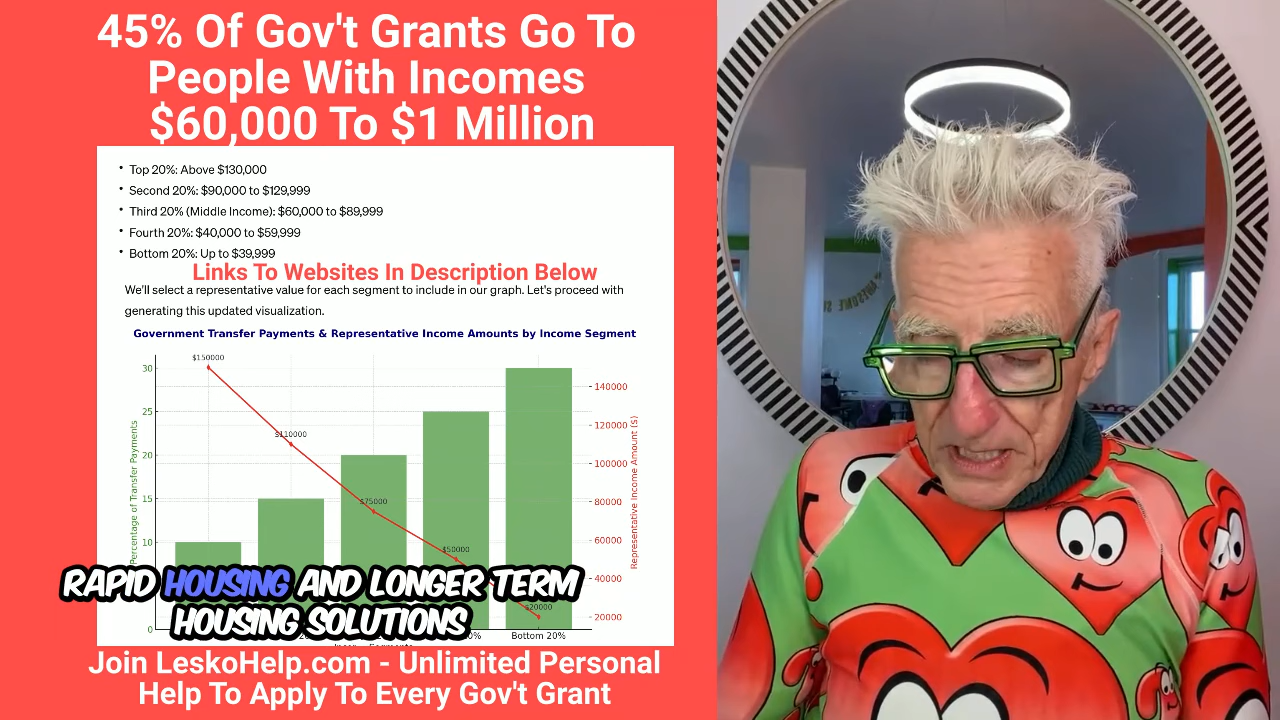 45% Of Gov't Grants Go To
People With Incomes
$60,000 To $1 Million
• Top 20%: Above $130,000
• Second 20%: $90,000 to $129,999
• Third 20% (Middle Income): $60,000 to $89,999
• Fourth 20%: $40,000 to $59,999
• Bottom 20%: Up to $39,999
Links To Websites In Description Below
We'll select a representative value for each segment to include in our graph. Let's proceed with
generating this updated visualization.
Government Transfer Payments & Representative Income Amounts by Income Segment
Percentage of Transfer Payments
30
25
20
15
10
0
$150000
$110000
$75000
$50000
$20000
140000
120000
100000
80000
60000
40000
20000
Representative Income Amount ($)
Bottom 20%
RAPID HOUSING AND LONGER TERM
HOUSING SOLUTIONS
Join LeskoHelp.com - Unlimited Personal
Help To Apply To Every Gov't Grant